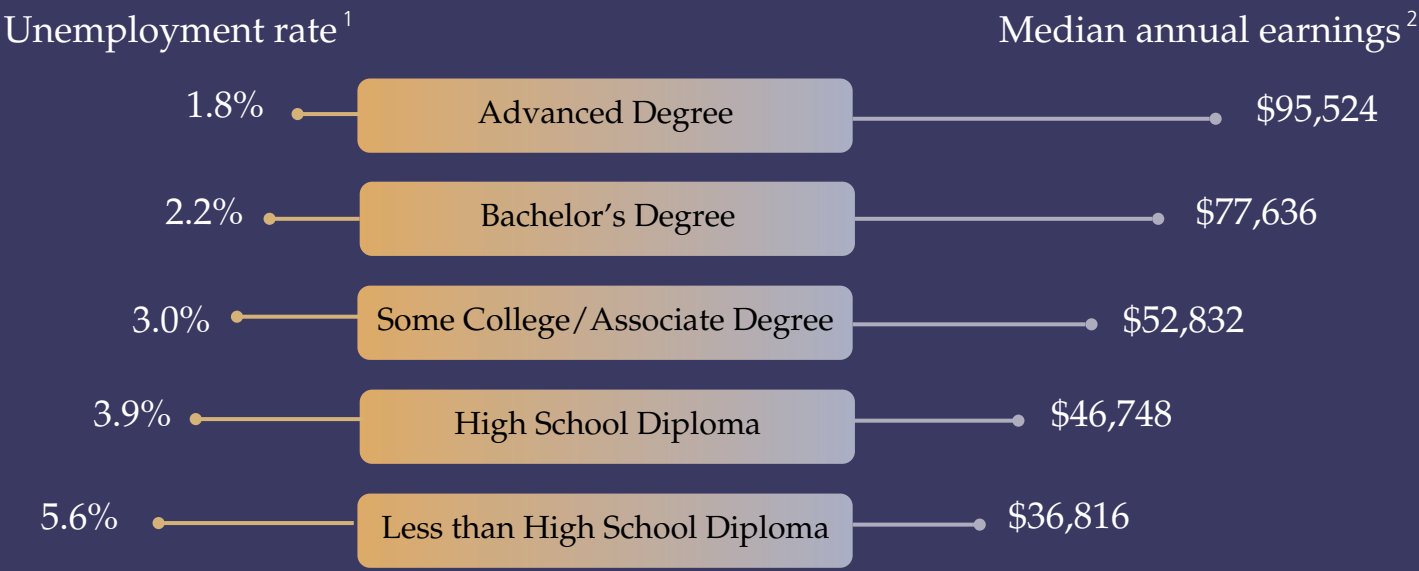 Unemployment rate 1 Median annual earnings 2
1.8% Advanced Degree $95,524
2.2% Bachelor’s Degree $77,636
3.0% Some College/Associate Degree $52,832
3.9% High School Diploma $46,748
5.6% Less than High School Diploma $36,816